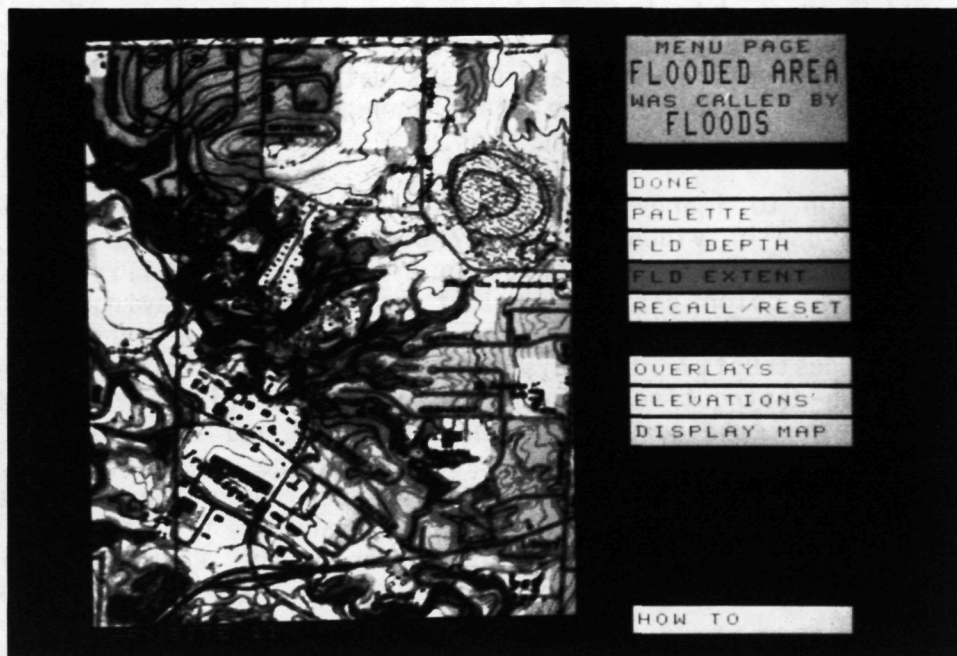 MENU PAGE
FLOODED AREA
WAS CALLED BY
FLOODS
DONE
PALETTE
FLD DEPTH
FLD EXTENT
RECALL/RESET
OVERLAYS
ELEVATIONS
DISPLAY MAP
HOW TO